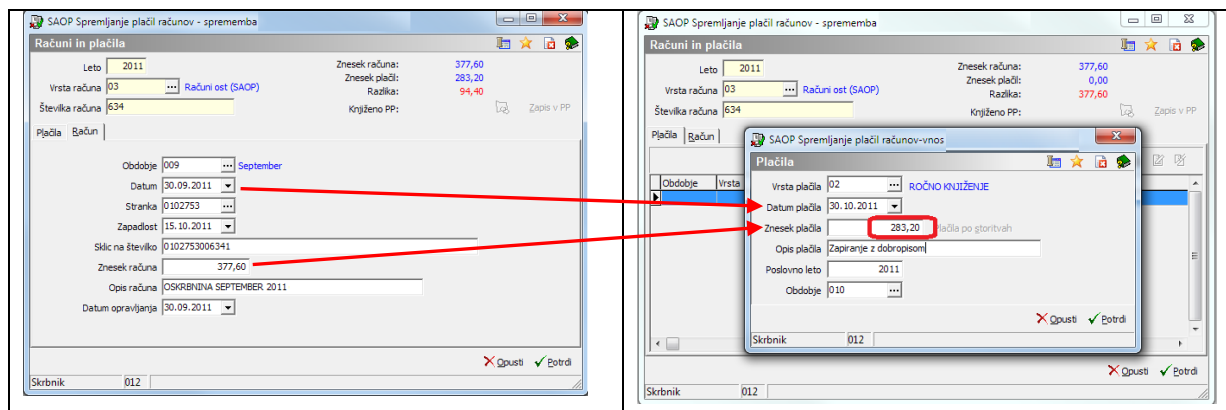 SAOP Spremljanje plačil računov - sprememba
Računi in plačila
Leto 2011 Znesek računa: 377,60
Znesek plačil: 283,20
Vrsta računa 03 ... Računi ost (SAOP) Razlika: 94,40
Številka računa 634 Knjiženo PP: Zapis v PP
Plačila Račun
Obdobje 009 ... September
Datum 30.09.2011
Stranka 0102753 ...
Zapadlost 15.10.2011
Sklic na številko 0102753006341
Znesek računa 377,60
Opis računa OSKRBNINA SEPTEMBER 2011
Datum opravljanja 30.09.2011
Opusti Potrdi
Skrbnik 012
SAOP Spremljanje plačil računov - sprememba
Računi in plačila
Leto 2011 Znesek računa: 377,60
Znesek plačil: 0,00
Vrsta računa 03 ... Računi ost (SAOP) Razlika: 377,60
Številka računa 634 Knjiženo PP: Zapis v PP
Plačila Račun
Obdobje Vrsta
SAOP Spremljanje plačil računov-vnos
Plačila
Vrsta plačila 02 ... ROČNO KNJIŽENJE
Datum plačila 30.10.2011
Znesek plačila 283,20 Plačila po storitvah
Opis plačila Zapiranje z dobropisom
Poslovno leto 2011
Obdobje 010 ...
Opusti Potrdi
Skrbnik 012
Opusti Potrdi
Skrbnik 012